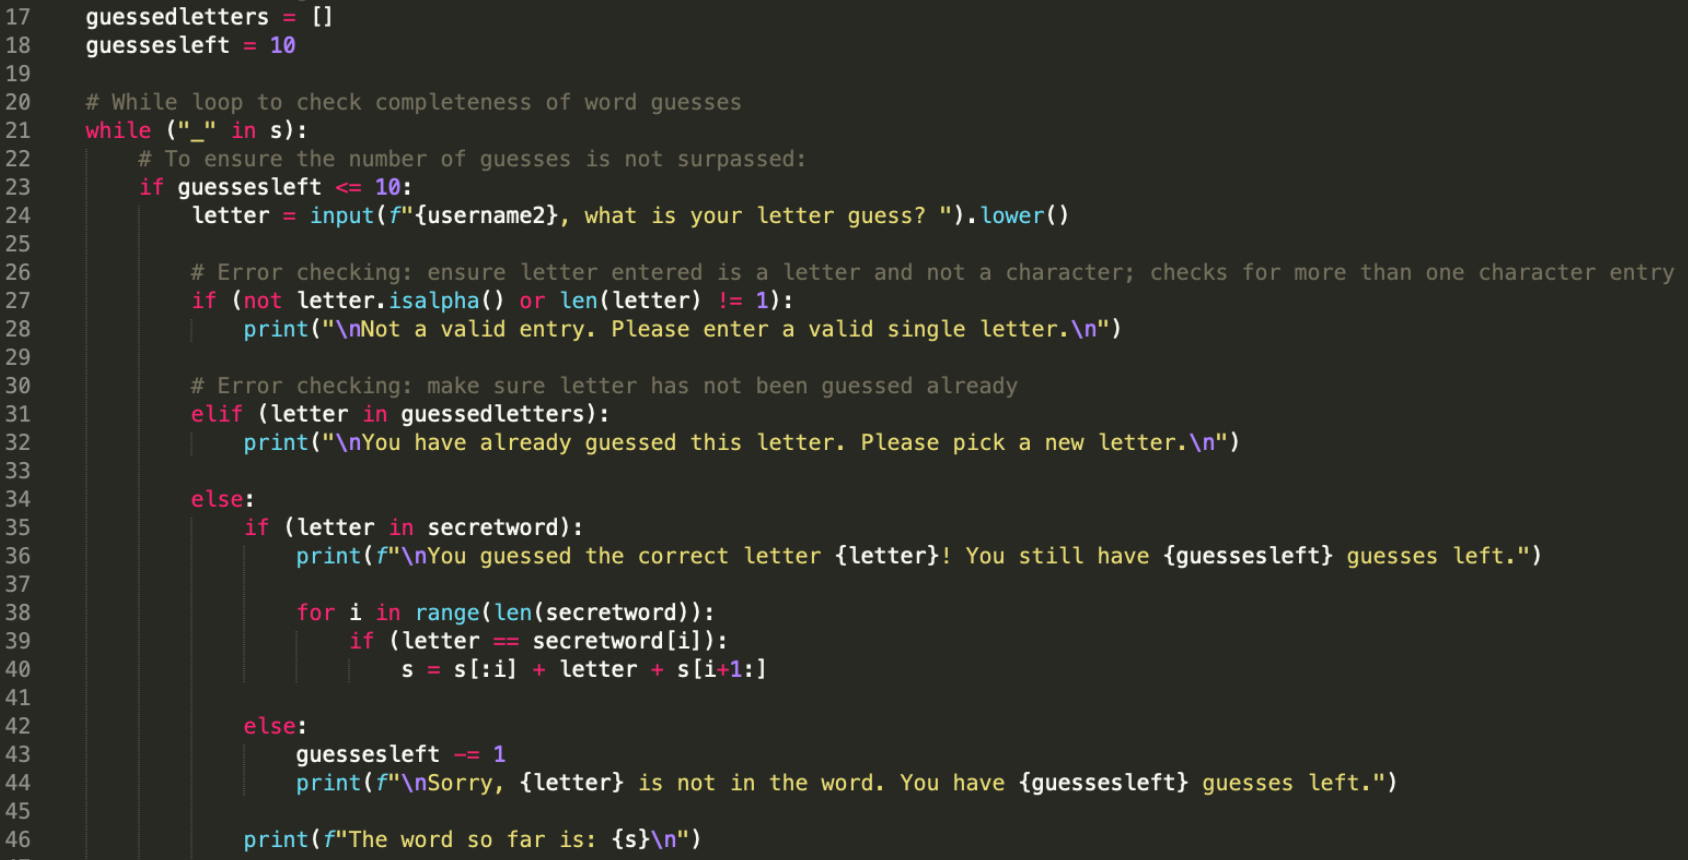 17 guessedletters = []
18 guessesleft = 10
19
20 # While loop to check completeness of word guesses
21 while ("_" in s):
22 # To ensure the number of guesses is not surpassed:
23 if guessesleft <= 10:
24 letter = input(f"{username2}, what is your letter guess? ").lower()
25
26 # Error checking: ensure letter entered is a letter and not a character; checks for more than one character entry
27 if (not letter.isalpha() or len(letter) != 1):
28 print("\nNot a valid entry. Please enter a valid single letter.\n")
29
30 # Error checking: make sure letter has not been guessed already
31 elif (letter in guessedletters):
32 print("\nYou have already guessed this letter. Please pick a new letter.\n")
33
34 else:
35 if (letter in secretword):
36 print(f"\nYou guessed the correct letter {letter}! You still have {guessesleft} guesses left.")
37
38 for i in range(len(secretword)):
39 if (letter == secretword[i]):
40 s = s[:i] + letter + s[i+1:]
41
42 else:
43 guessesleft -= 1
44 print(f"\nSorry, {letter} is not in the word. You have {guessesleft} guesses left.")
45
46 print(f"The word so far is: {s}\n")